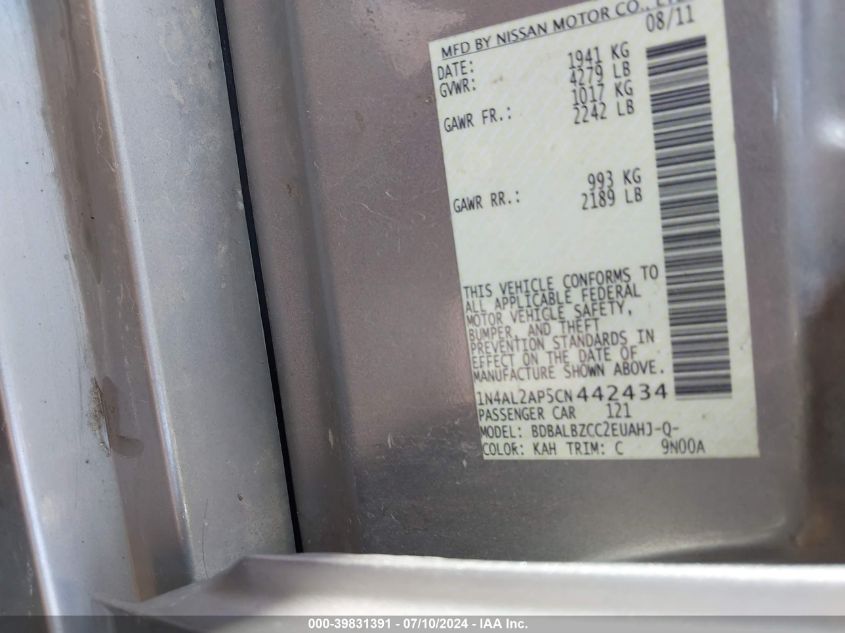 MFD BY NISSAN MOTOR CO.,
DATE: 08/11
GVWR: 1941 KG
4279 LB
GAWR FR.: 1017 KG
2242 LB
GAWR RR.: 993 KG
2189 LB
THIS VEHICLE CONFORMS TO
ALL APPLICABLE FEDERAL
MOTOR VEHICLE SAFETY,
BUMPER, AND THEFT
PREVENTION STANDARDS IN
EFFECT ON THE DATE OF
MANUFACTURE SHOWN ABOVE.
1N4AL2AP5CN442434
PASSENGER CAR 121
MODEL: BDBALBZCC2EUAHJ-Q-
COLOR: KAH TRIM: C 9N00A
000-39831391 - 07/10/2024 - IAA Inc.